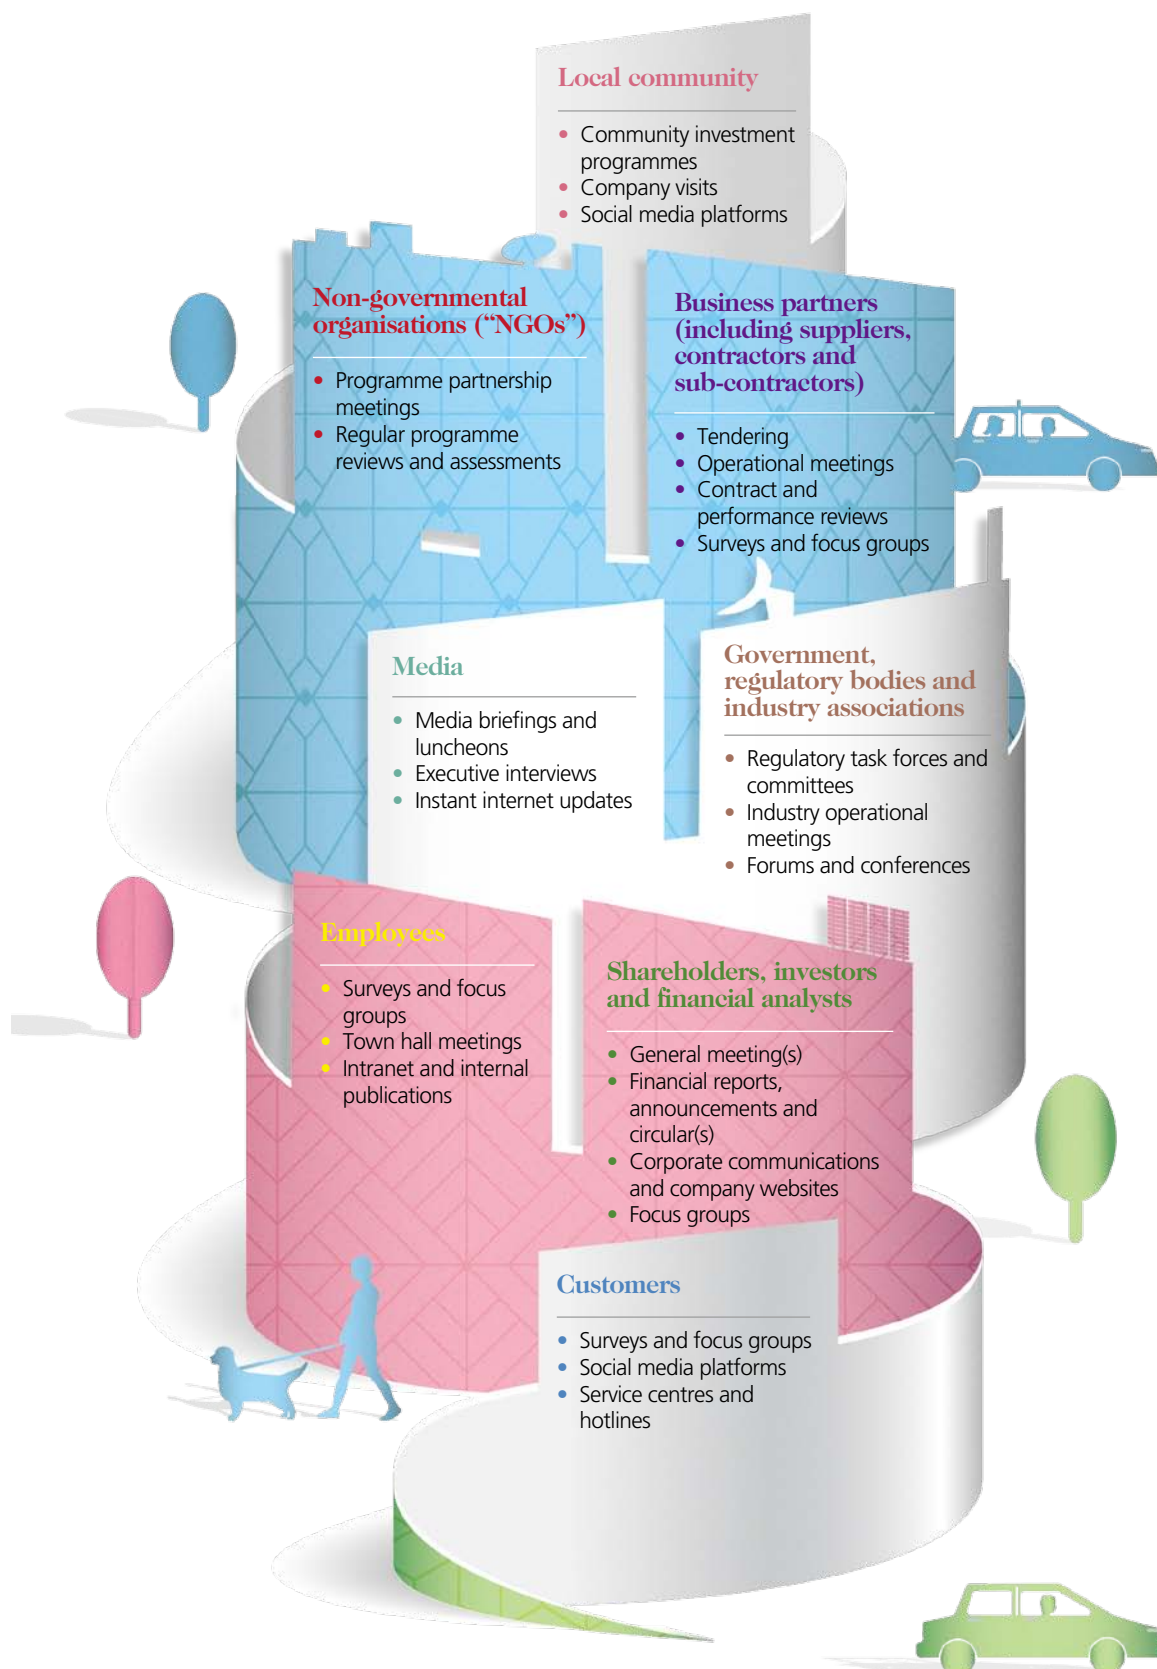 Local community
• Community investment
programmes
• Company visits
• Social media platforms
Non-governmental
organisations (“NGOs”)
• Programme partnership
meetings
• Regular programme
reviews and assessments
Business partners
(including suppliers,
contractors and
sub-contractors)
• Tendering
• Operational meetings
• Contract and
performance reviews
• Surveys and focus groups
Media
• Media briefings and
luncheons
• Executive interviews
• Instant internet updates
Government,
regulatory bodies and
industry associations
• Regulatory task forces and
committees
• Industry operational
meetings
• Forums and conferences
Employees
• Surveys and focus
groups
• Town hall meetings
• Intranet and internal
publications
Shareholders, investors
and financial analysts
• General meeting(s)
• Financial reports,
announcements and
circular(s)
• Corporate communications
and company websites
• Focus groups
Customers
• Surveys and focus groups
• Social media platforms
• Service centres and
hotlines